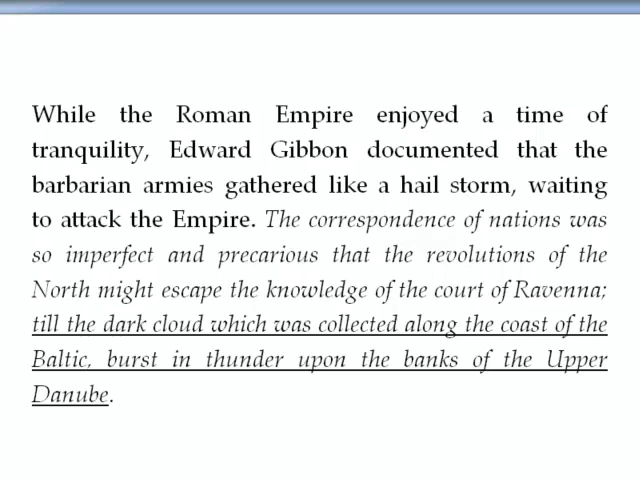 While the Roman Empire enjoyed a time of
tranquility, Edward Gibbon documented that the
barbarian armies gathered like a hail storm, waiting
to attack the Empire. The correspondence of nations was
so imperfect and precarious that the revolutions of the
North might escape the knowledge of the court of Ravenna;
till the dark cloud which was collected along the coast of the
Baltic, burst in thunder upon the banks of the Upper
Danube.